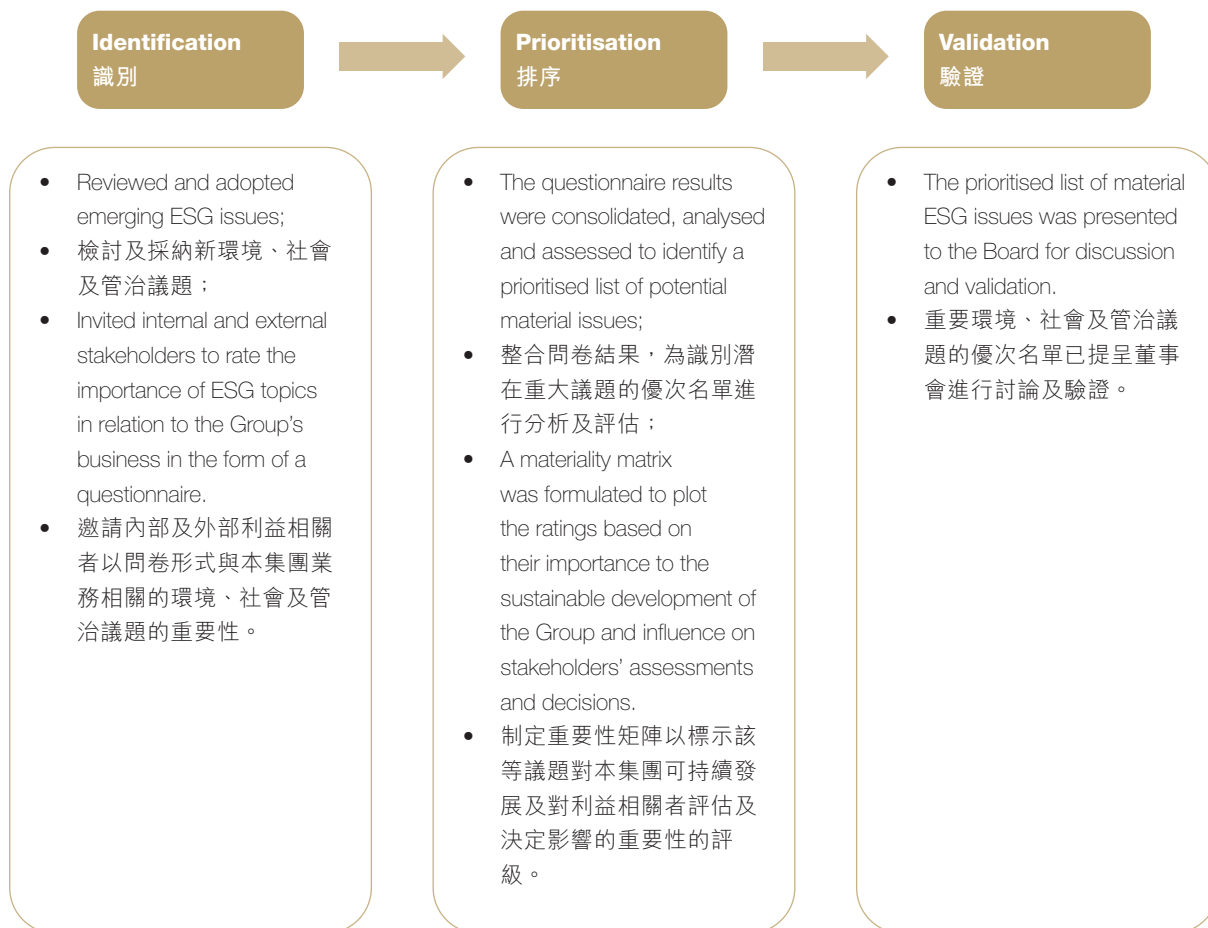 Identification
識別
Prioritisation
排序
Validation
驗證
• Reviewed and adopted
emerging ESG issues;
• 檢討及採納新環境、社會
及管治議題；
• Invited internal and external
stakeholders to rate the
importance of ESG topics
in relation to the Group's
business in the form of a
questionnaire.
• 邀請內部及外部利益相關
者以問卷形式與本集團業
務相關的環境、社會及管
治議題的重要性。
• The questionnaire results
were consolidated, analysed
and assessed to identify a
prioritised list of potential
material issues;
• 整合問卷結果，為識別潛
在重大議題的優次名單進
行分析及評估；
• A materiality matrix
was formulated to plot
the ratings based on
their importance to the
sustainable development of
the Group and influence on
stakeholders' assessments
and decisions.
• 制定重要性矩陣以標示該
等議題對本集團可持續發
展及對利益相關者評估及
決定影響的重要性的評
級。
• The prioritised list of material
ESG issues was presented
to the Board for discussion
and validation.
• 重要環境、社會及管治議
題的優次名單已提呈董事
會進行討論及驗證。